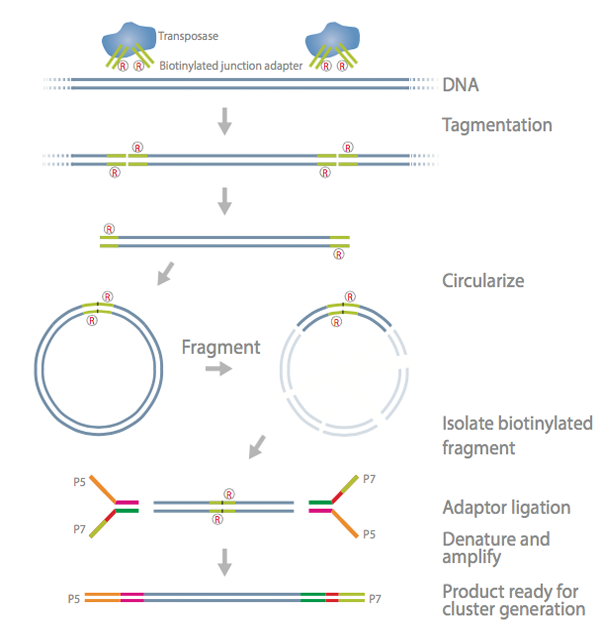 Transposase
R R
R R
Biotinylated junction adapter
DNA
Tagmentation
R
R
R
R
R
R
Circularize
R
R
R
R
Fragment
Isolate biotinylated
fragment
P5
P7
R
R
P7
P5
Adaptor ligation
Denature and
amplify
P5
P7
Product ready for
cluster generation